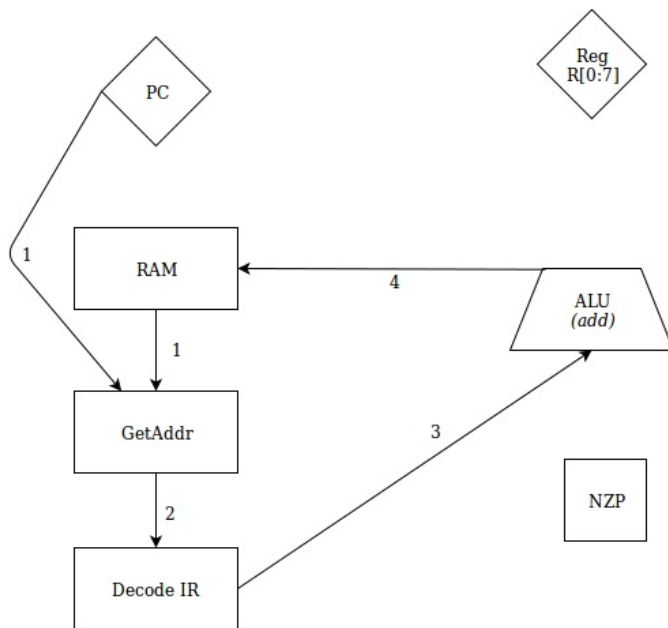 PC
Reg
R[0:7]
1
RAM
4
ALU
(add)
1
GetAddr
3
2
NZP
Decode IR